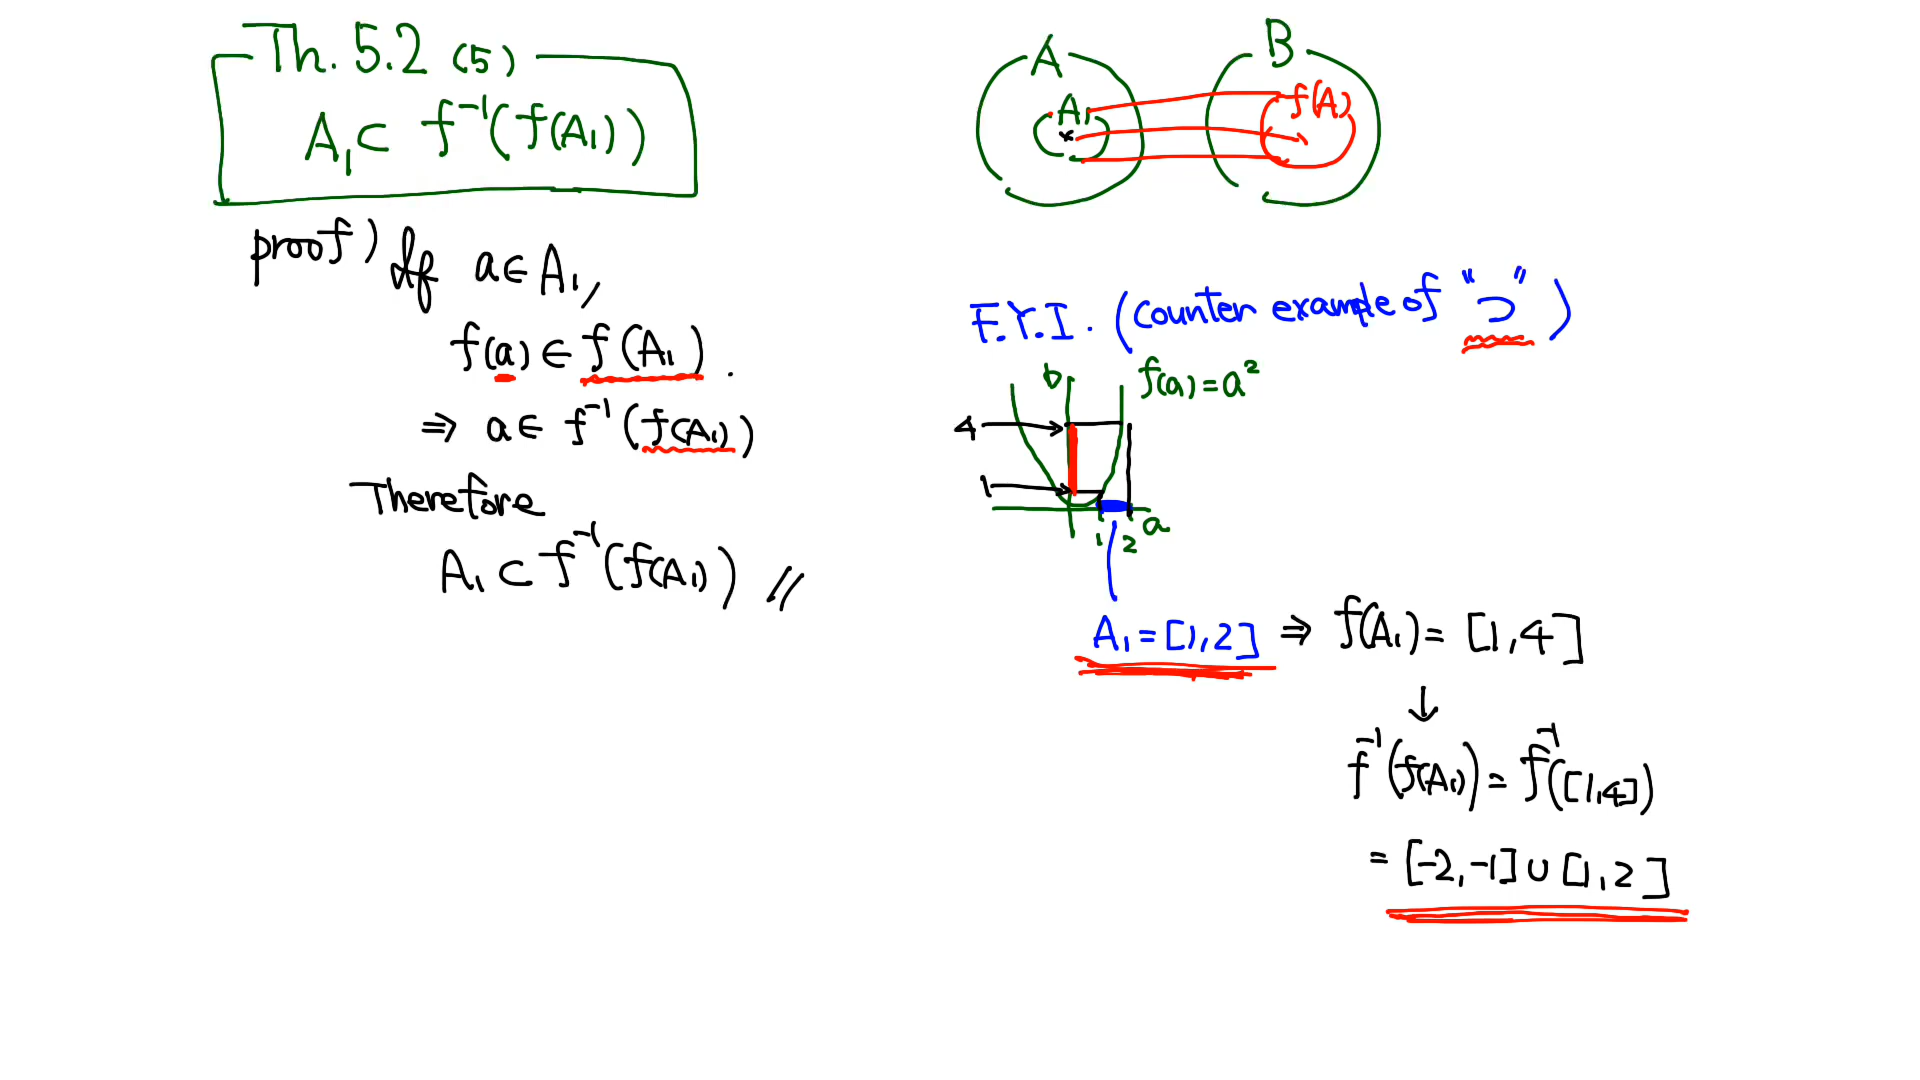 Th. 5.2 (5)
A₁ ⊂ f⁻¹(f(A₁))
proof) If a∈A₁,
f(a) ∈ f(A₁).
⇒ a∈ f⁻¹(f(A₁))
Therefore
A₁ ⊂ f⁻¹(f(A₁)) //
A
B
A₁
f(A)
F.Y.I. (counter example of "⊃")
b
f(a)=a²
4
1
1
2
a
A₁=[1,2] ⇒ f(A₁)= [1,4]
↓
f⁻¹(f(A₁)) = f⁻¹([1,4])
= [-2,-1]∪[1,2]